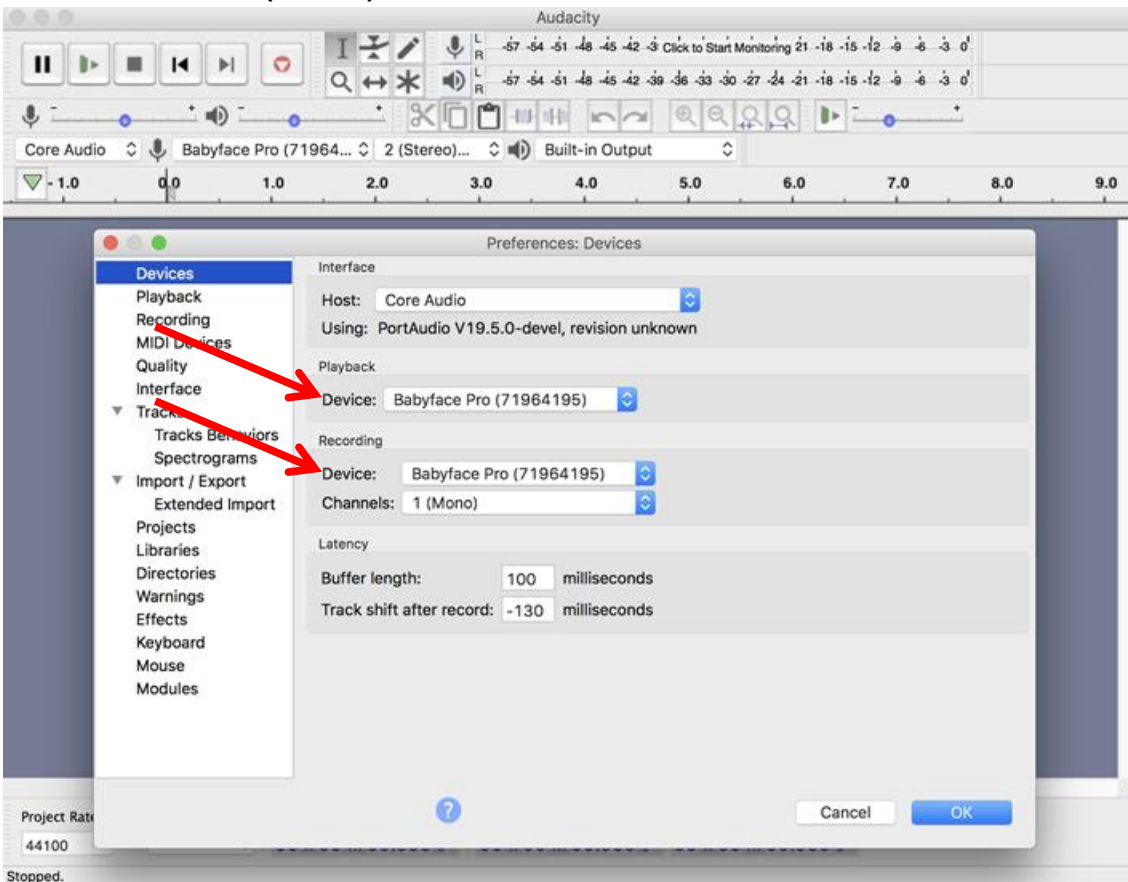 Audacity
L R -57 -54 -51 -48 -45 -42 -3 Click to Start Monitoring 21 -18 -15 -12 -9 -6 -3 0
L R -57 -54 -51 -48 -45 -42 -39 -36 -33 -30 -27 -24 -21 -18 -15 -12 -9 -6 -3 0
- + - + - +
Core Audio Babyface Pro (71964... 2 (Stereo)... Built-in Output
- 1.0 0.0 1.0 2.0 3.0 4.0 5.0 6.0 7.0 8.0 9.0
Preferences: Devices
Devices
Playback
Recording
MIDI Devices
Quality
Interface
Tracks
Tracks Behaviors
Spectrograms
Import / Export
Extended Import
Projects
Libraries
Directories
Warnings
Effects
Keyboard
Mouse
Modules
Interface
Host: Core Audio
Using: PortAudio V19.5.0-devel, revision unknown
Playback
Device: Babyface Pro (71964195)
Recording
Device: Babyface Pro (71964195)
Channels: 1 (Mono)
Latency
Buffer length: 100 milliseconds
Track shift after record: -130 milliseconds
?
Cancel OK
Project Rate
44100
Stopped.